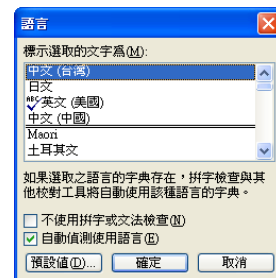 語言
標示選取的文字為(M):
中文 (台灣)
日文
英文 (美國)
中文 (中國)
Maori
土耳其文
如果選取之語言的字典存在，拼字檢查與其
他校對工具將自動使用該種語言的字典。
不使用拼字或文法檢查(N)
自動偵測使用語言(E)
預設值(D)... 確定 取消